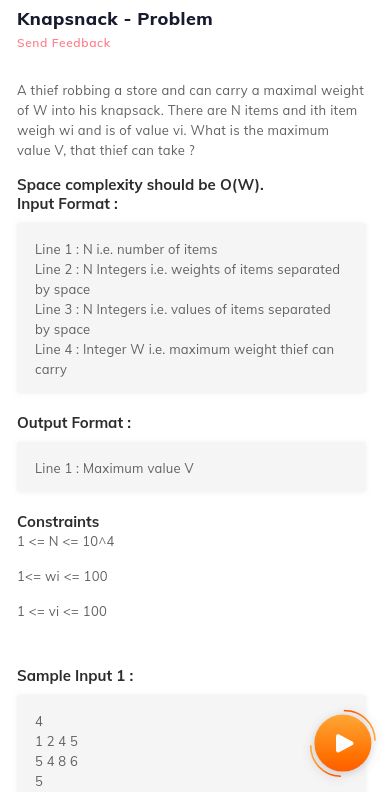 Knapsnack - Problem
Send Feedback
A thief robbing a store and can carry a maximal weight
of W into his knapsack. There are N items and ith item
weigh wi and is of value vi. What is the maximum
value V, that thief can take ?
Space complexity should be O(W).
Input Format :
Line 1 : N i.e. number of items
Line 2 : N Integers i.e. weights of items separated
by space
Line 3 : N Integers i.e. values of items separated
by space
Line 4 : Integer W i.e. maximum weight thief can
carry
Output Format :
Line 1 : Maximum value V
Constraints
1 <= N <= 10^4
1<= wi <= 100
1 <= vi <= 100
Sample Input 1 :
4
1 2 4 5
5 4 8 6
5